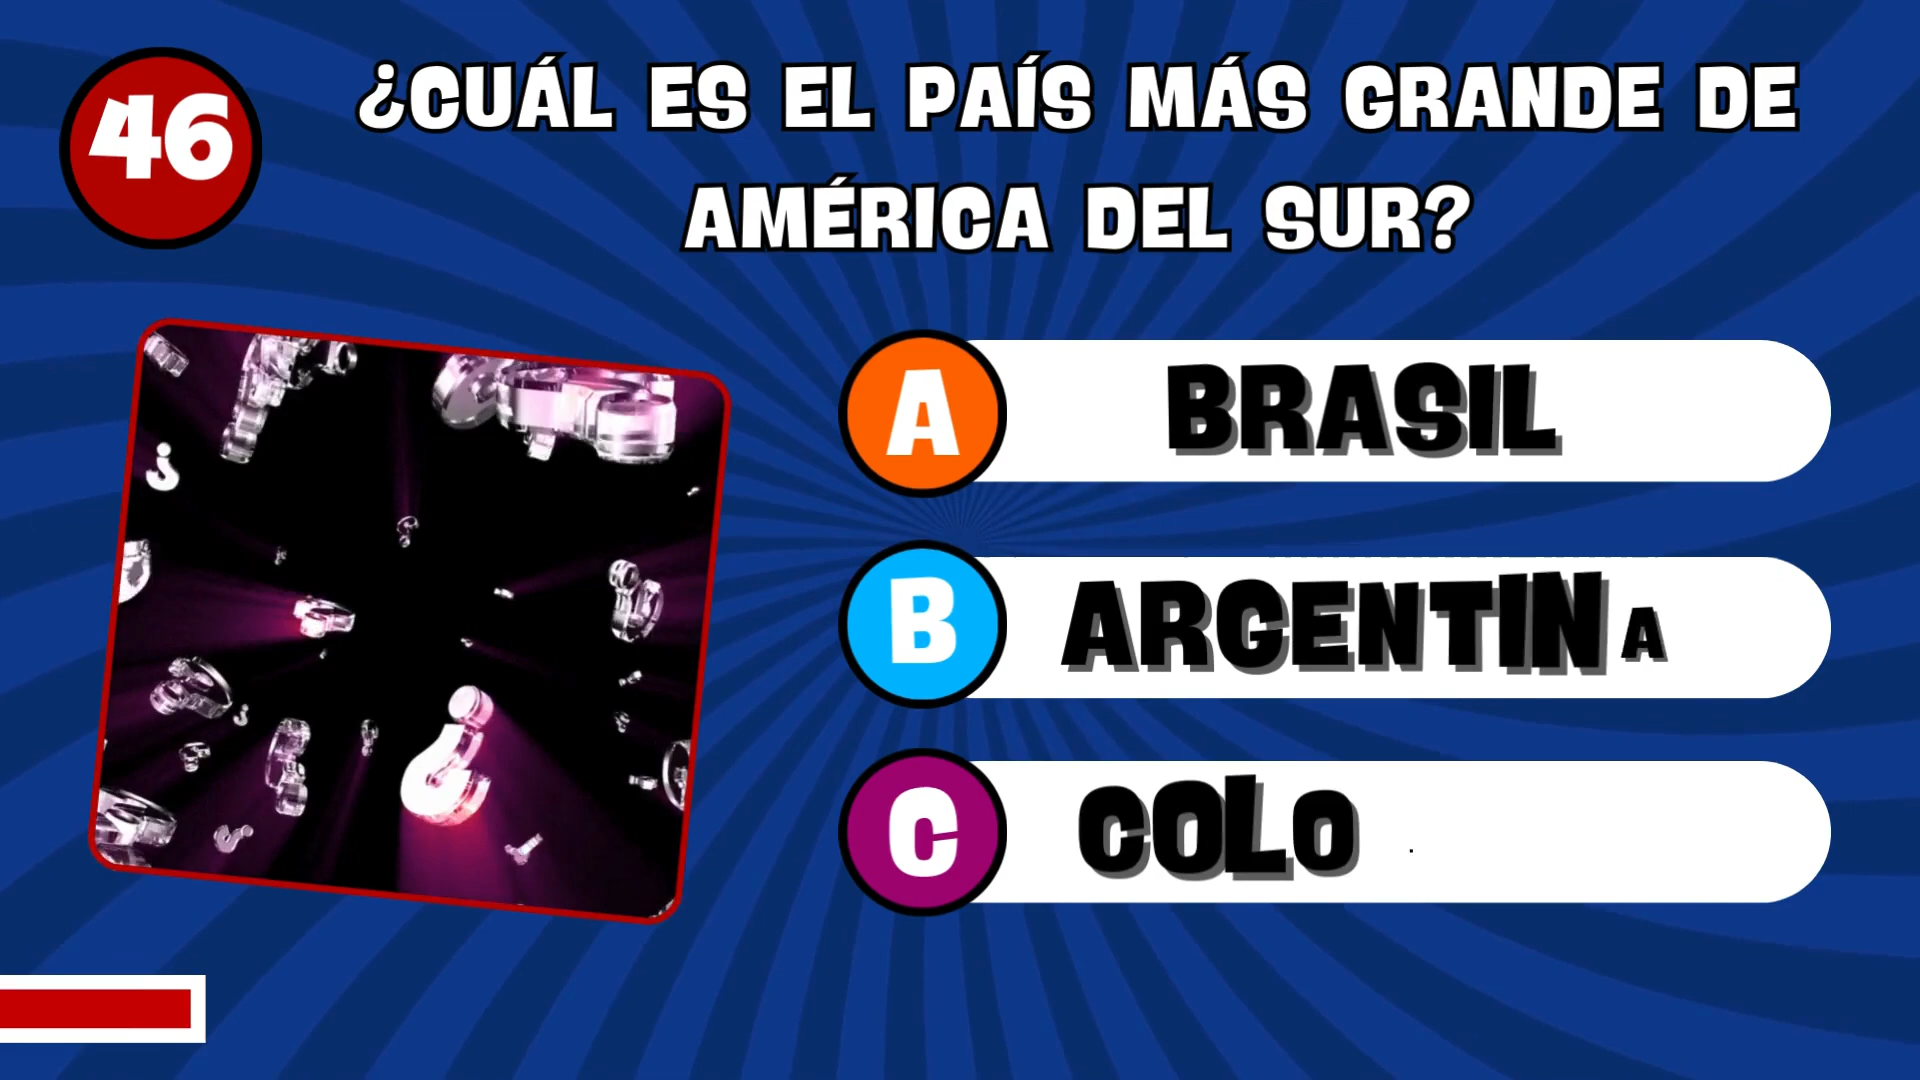 46
¿CUÁL ES EL PAÍS MÁS GRANDE DE
AMÉRICA DEL SUR?
A BRASIL
B ARGENTINA
C COLO